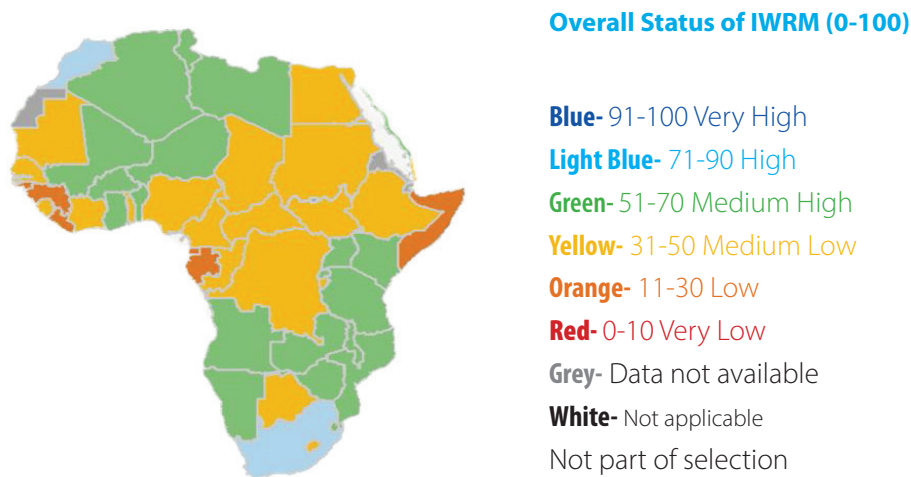 Overall Status of IWRM (0-100)
Blue- 91-100 Very High
Light Blue- 71-90 High
Green- 51-70 Medium High
Yellow- 31-50 Medium Low
Orange- 11-30 Low
Red- 0-10 Very Low
Grey- Data not available
White- Not applicable
Not part of selection